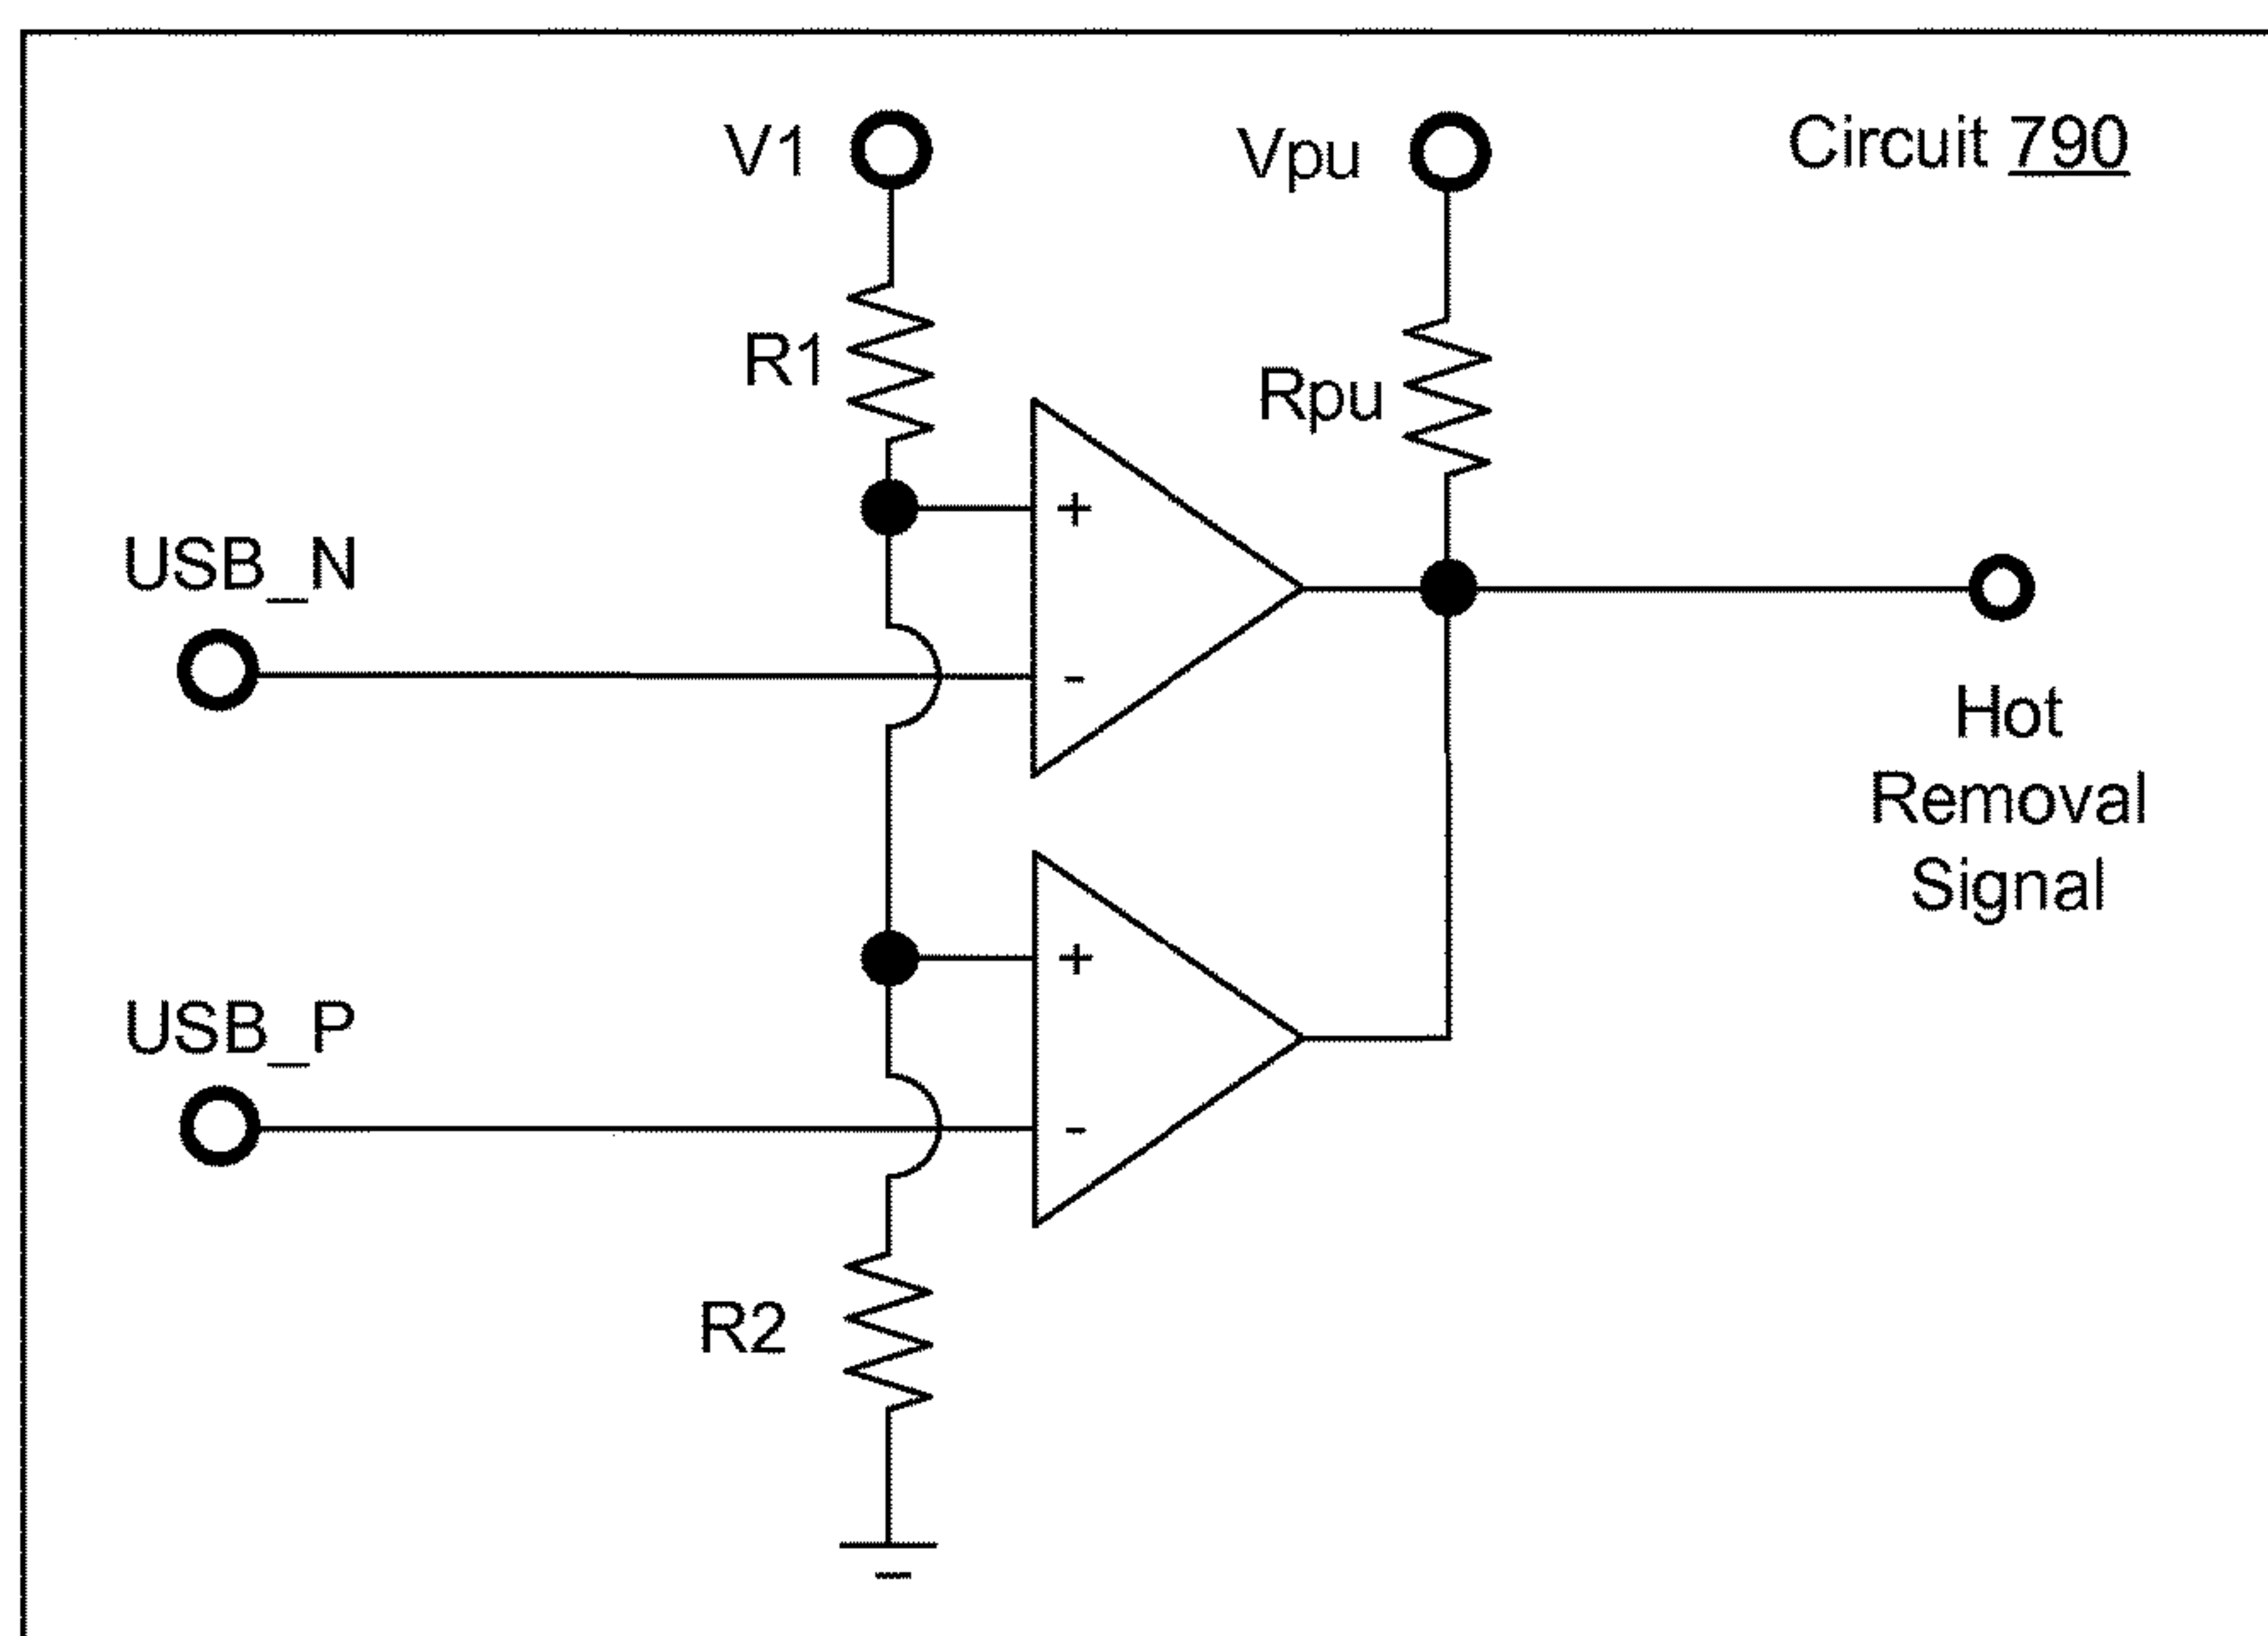 V1
Vpu
Circuit 790
R1
Rpu
+
USB_N
-
Hot
Removal
Signal
+
USB_P
-
R2